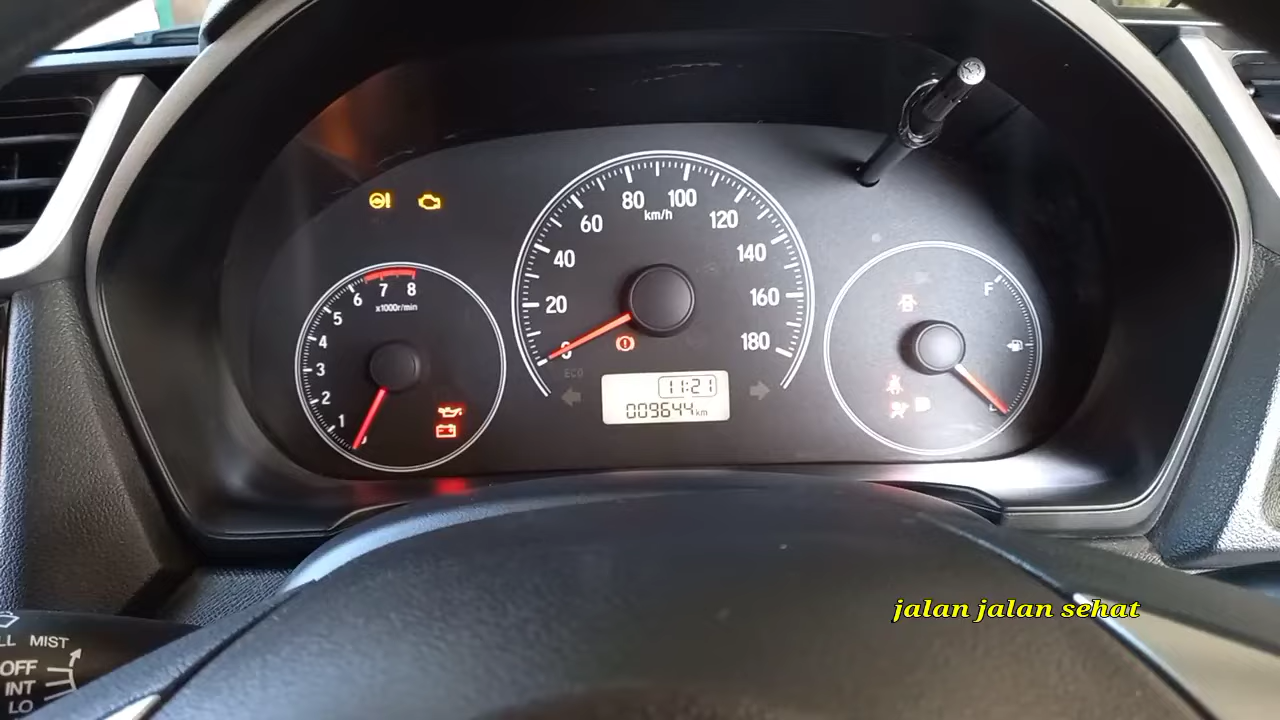 80 100
60 km/h 120
40 140
20 160
0 180
6 7 8
x1000r/min
5
4
3
2
1
F
ECO
11:21
009644 km
jalan jalan sehat
MIST
OFF
INT
LO